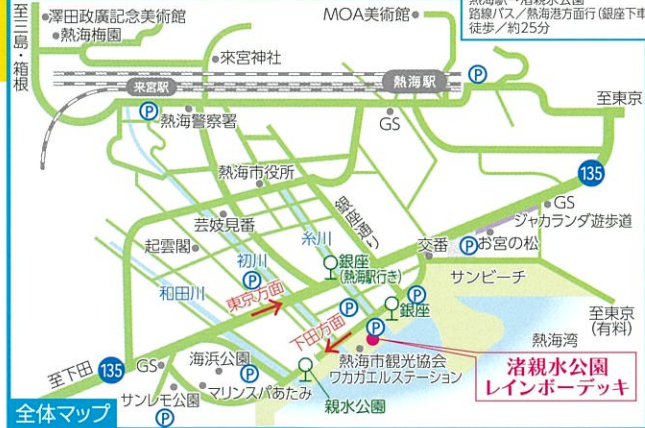 至三島・箱根
澤田政廣記念美術館
熱海梅園
MOA美術館
熱海駅〜渚親水公園
路線バス/熱海港方面行(銀座下車
徒歩/約25分
來宮神社
来宮駅
熱海駅
P
P
熱海警察署
GS
至東京
熱海市役所
135
芸妓見番
銀座通り
GS
ジャカランダ遊歩道
起雲閣
糸川
交番
P
お宮の松
初川
銀座
(熱海駅行き)
サンビーチ
P
和田川
東京方面
P
P
銀座
至東京
(有料)
下田方面
P
熱海湾
至下田
135
GS
海浜公園
P
熱海市観光協会
ワカガエルステーション
渚親水公園
レインボーデッキ
サンレモ公園
マリンスパあたみ
P
P
親水公園
全体マップ